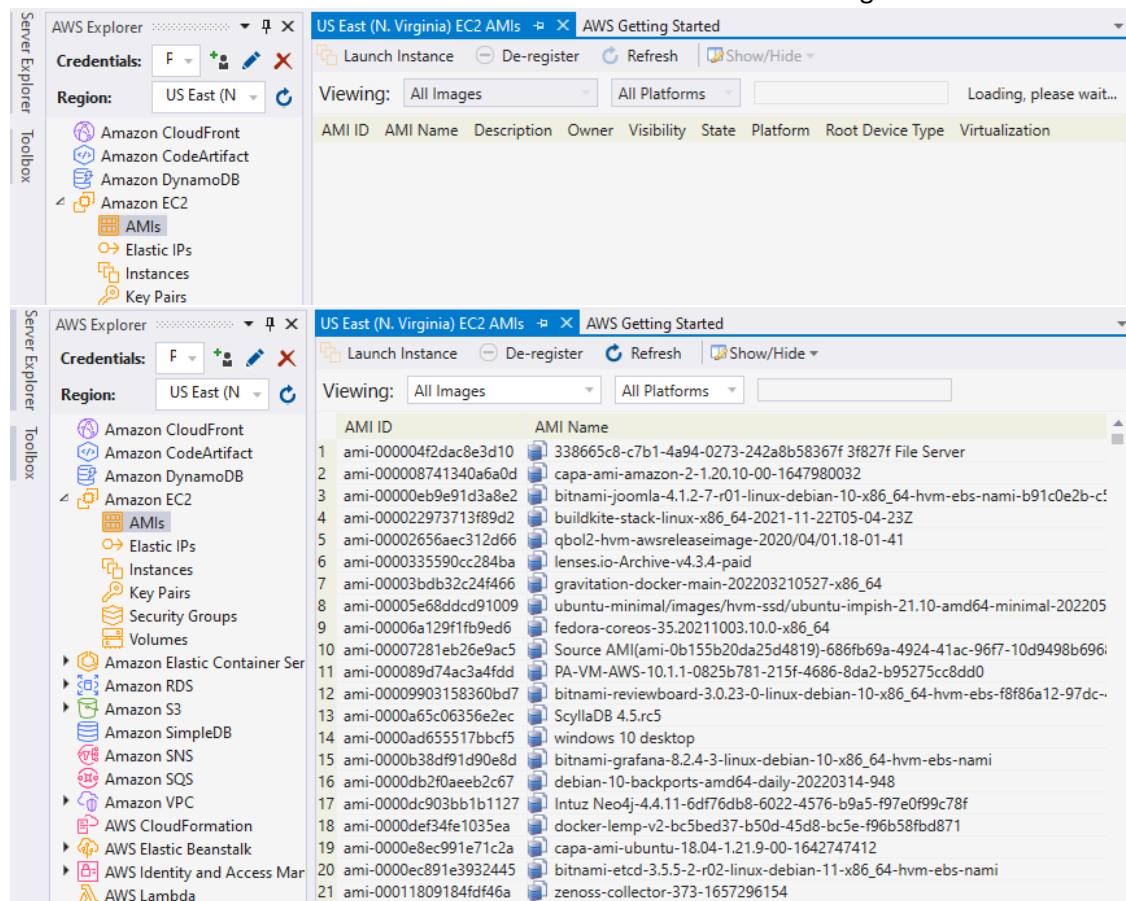 Server Explorer
Toolbox
AWS Explorer
Credentials: F
Region: US East (N
Amazon CloudFront
Amazon CodeArtifact
Amazon DynamoDB
Amazon EC2
AMIs
Elastic IPs
Instances
Key Pairs
US East (N. Virginia) EC2 AMIs AWS Getting Started
Launch Instance De-register Refresh Show/Hide
Viewing: All Images All Platforms Loading, please wait...
AMI ID AMI Name Description Owner Visibility State Platform Root Device Type Virtualization
Server Explorer
Toolbox
AWS Explorer
Credentials: F
Region: US East (N
Amazon CloudFront
Amazon CodeArtifact
Amazon DynamoDB
Amazon EC2
AMIs
Elastic IPs
Instances
Key Pairs
Security Groups
Volumes
Amazon Elastic Container Ser
Amazon RDS
Amazon S3
Amazon SimpleDB
Amazon SNS
Amazon SQS
Amazon VPC
AWS CloudFormation
AWS Elastic Beanstalk
AWS Identity and Access Mar
AWS Lambda
US East (N. Virginia) EC2 AMIs AWS Getting Started
Launch Instance De-register Refresh Show/Hide
Viewing: All Images All Platforms
AMI ID AMI Name
1 ami-000004f2dac8e3d10 338665c8-c7b1-4a94-0273-242a8b58367f 3f827f File Server
2 ami-000008741340a6a0d capa-ami-amazon-2-1.20.10-00-1647980032
3 ami-00000eb9e91d3a8e2 bitnami-joomla-4.1.2-7-r01-linux-debian-10-x86_64-hvm-ebs-nami-b91c0e2b-c5
4 ami-000022973713f89d2 buildkite-stack-linux-x86_64-2021-11-22T05-04-23Z
5 ami-00002656aec312d66 qbol2-hvm-awsreleaseimage-2020/04/01.18-01-41
6 ami-0000335590cc284ba lenses.io-Archive-v4.3.4-paid
7 ami-00003bdb32c24f466 gravitation-docker-main-202203210527-x86_64
8 ami-00005e68ddcd91009 ubuntu-minimal/images/hvm-ssd/ubuntu-impish-21.10-amd64-minimal-202205
9 ami-00006a129f1fb9ed6 fedora-coreos-35.20211003.10.0-x86_64
10 ami-00007281eb26e9ac5 Source AMI(ami-0b155b20da25d4819)-686fb69a-4924-41ac-96f7-10d9498b696
11 ami-000089d74ac3a4fdd PA-VM-AWS-10.1.1-0825b781-215f-4686-8da2-b95275cc8dd0
12 ami-00009903158360bd7 bitnami-reviewboard-3.0.23-0-linux-debian-10-x86_64-hvm-ebs-f8f86a12-97dc-
13 ami-0000a65c06356e2ec ScyllaDB 4.5.rc5
14 ami-0000ad655517bbcf5 windows 10 desktop
15 ami-0000b38df91d90e8d bitnami-grafana-8.2.4-3-linux-debian-10-x86_64-hvm-ebs-nami
16 ami-0000db2f0aeeb2c67 debian-10-backports-amd64-daily-20220314-948
17 ami-0000dc903bb1b1127 Intuz Neo4j-4.4.11-6df76db8-6022-4576-b9a5-f97e0f99c78f
18 ami-0000def34fe1035ea docker-lemp-v2-bc5bed37-b50d-45d8-bc5e-f96b58fbd871
19 ami-0000e8ec991e71c2a capa-ami-ubuntu-18.04-1.21.9-00-1642747412
20 ami-0000ec891e3932445 bitnami-etcd-3.5.5-2-r02-linux-debian-11-x86_64-hvm-ebs-nami
21 ami-00011809184fdf46a zenoss-collector-373-1657296154